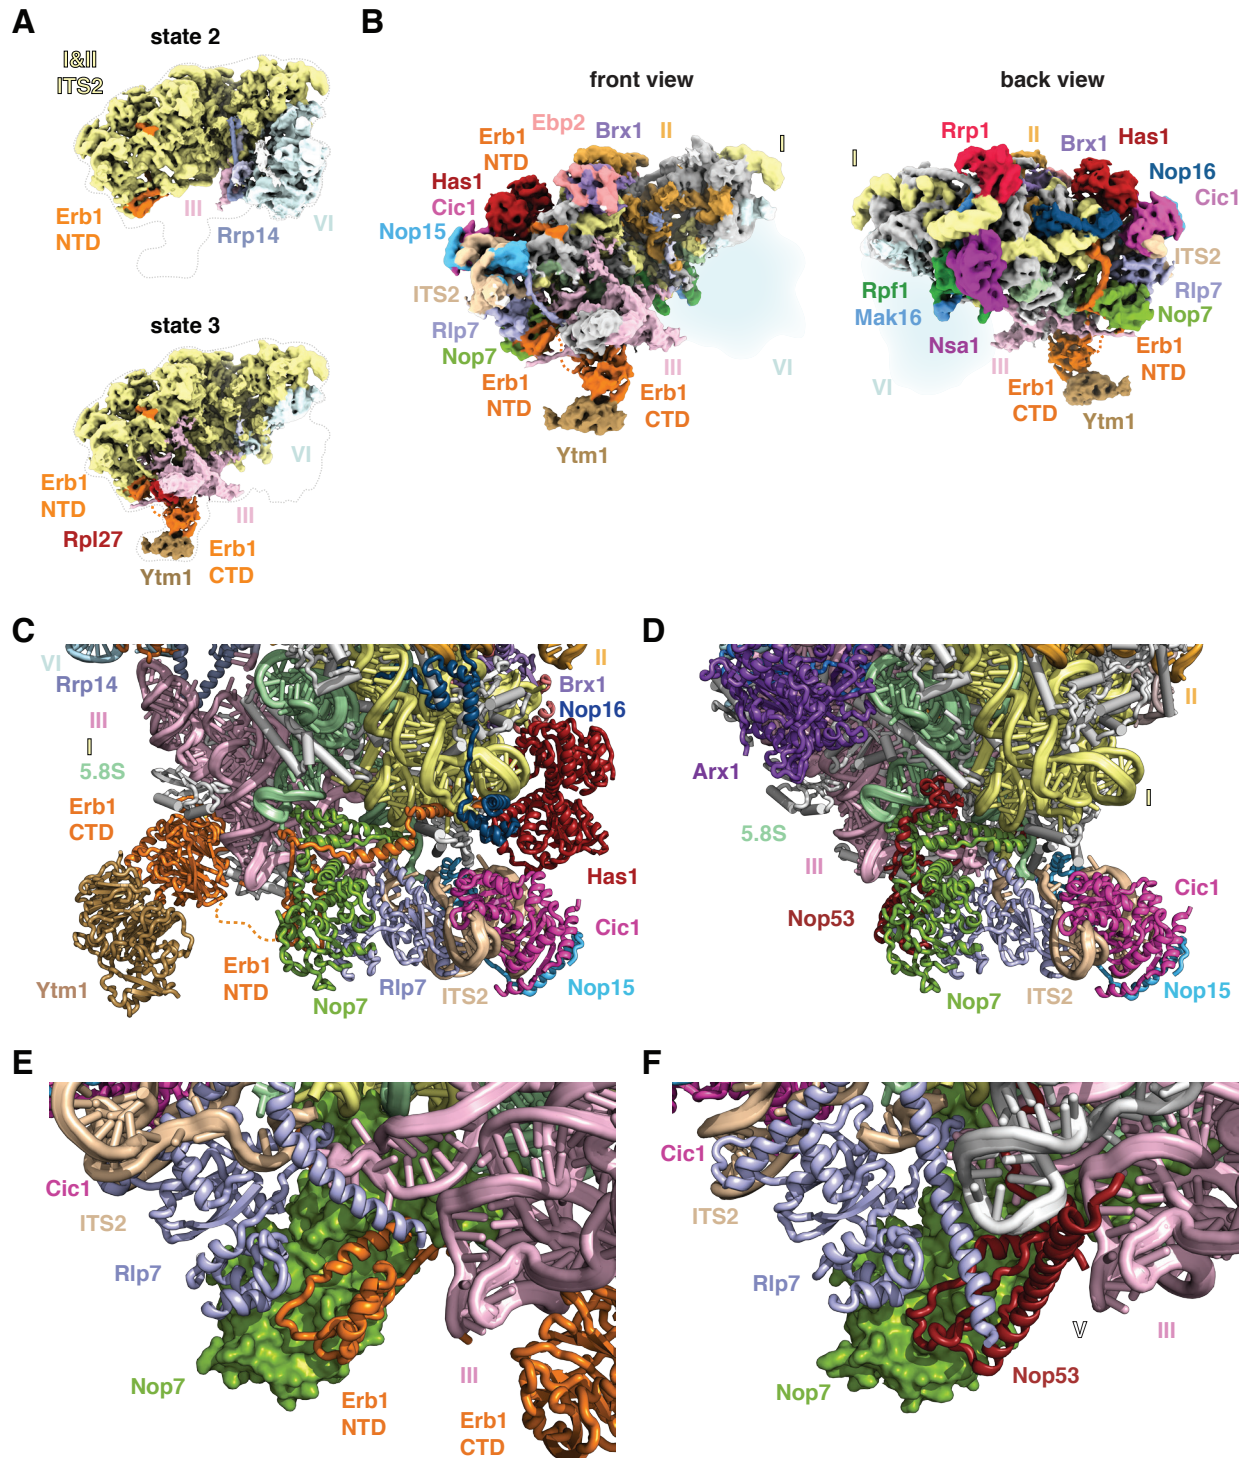 A
state 2
I&II
ITS2
Erb1
NTD
III
Rrp14
VI
state 3
Erb1
NTD
Rpl27
VI
III
Erb1
CTD
Ytm1
B
front view
Ebp2
Brx1
II
I
Erb1
NTD
Has1
Cic1
Nop15
ITS2
Rlp7
Nop7
Erb1
NTD
III
VI
Erb1
CTD
Ytm1
back view
Rrp1
II
Brx1
Has1
I
Nop16
Cic1
ITS2
Rpf1
Rlp7
Mak16
Nop7
Nsa1
III
Erb1
NTD
VI
Erb1
CTD
Ytm1
C
VI
Rrp14
III
I
5.8S
Erb1
CTD
II
Brx1
Nop16
Has1
Cic1
Nop15
Ytm1
Erb1
NTD
Nop7
Rlp7
ITS2
D
II
Arx1
I
5.8S
III
Cic1
Nop53
Nop7
ITS2
Nop15
E
Cic1
ITS2
Rlp7
Nop7
Erb1
NTD
III
Erb1
CTD
F
Cic1
ITS2
Rlp7
Nop7
V
III
Nop53